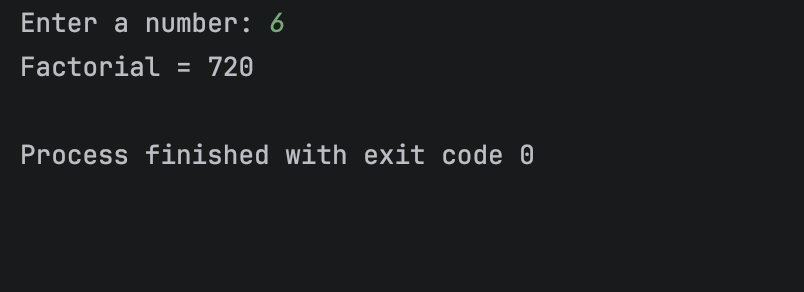 Enter a number: 6
Factorial = 720
Process finished with exit code 0